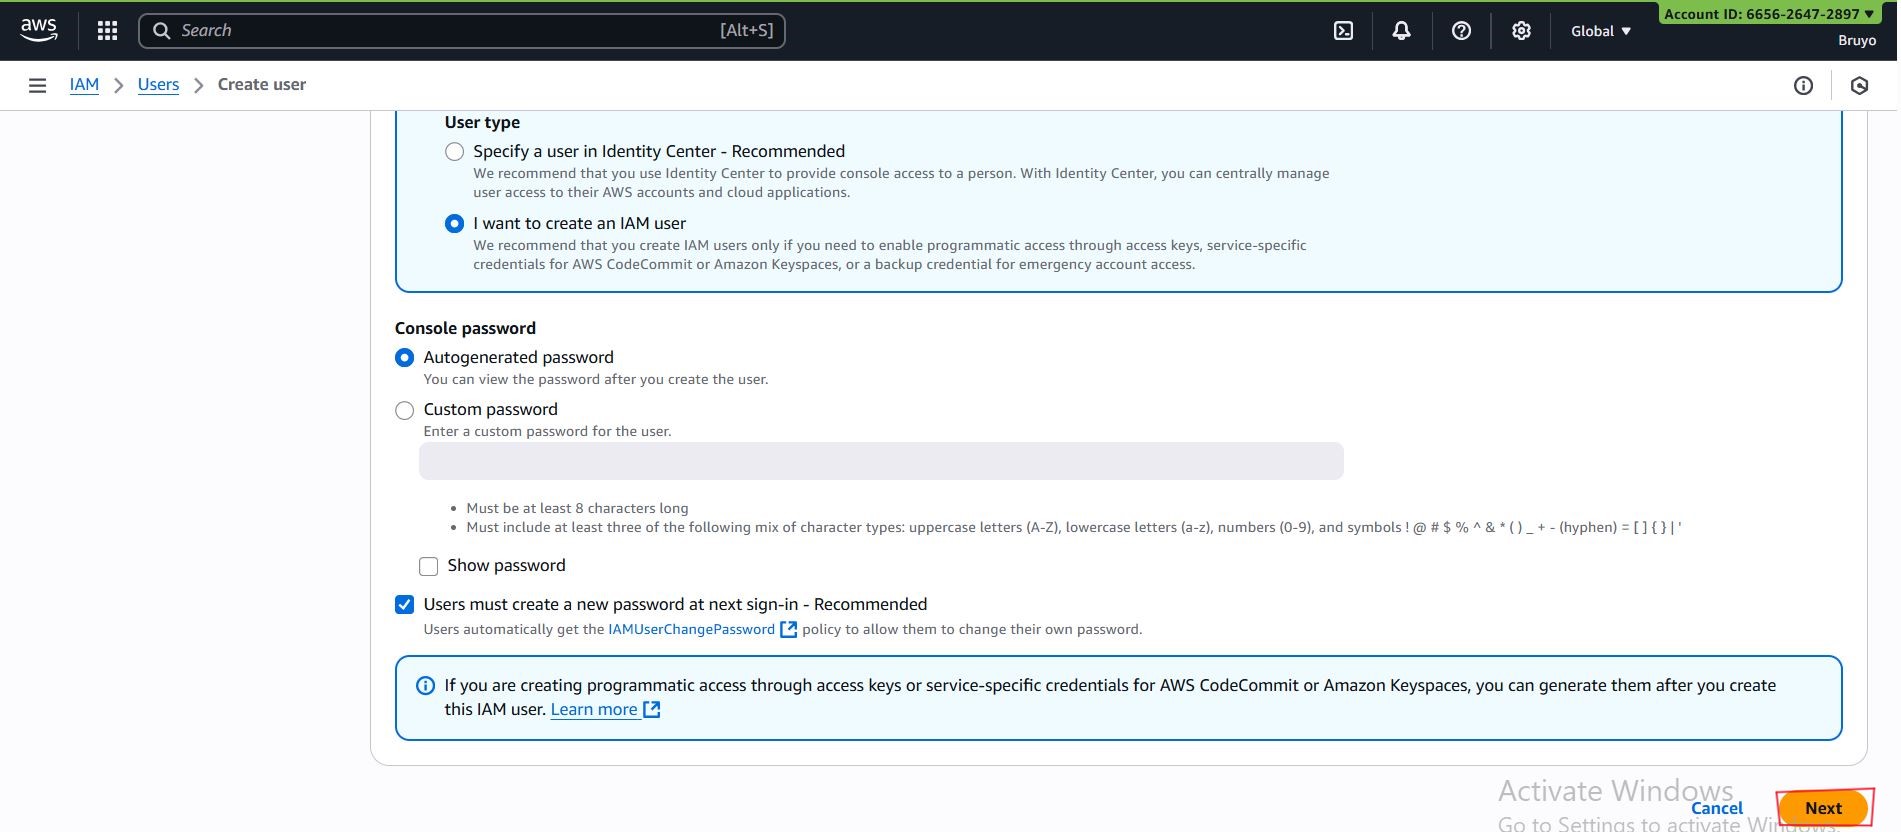 aws
Search
[Alt+S]
Global
Account ID: 6656-2647-2897
Bruyo
IAM
Users
Create user
User type
Specify a user in Identity Center - Recommended
We recommend that you use Identity Center to provide console access to a person. With Identity Center, you can centrally manage
user access to their AWS accounts and cloud applications.
I want to create an IAM user
We recommend that you create IAM users only if you need to enable programmatic access through access keys, service-specific
credentials for AWS CodeCommit or Amazon Keyspaces, or a backup credential for emergency account access.
Console password
Autogenerated password
You can view the password after you create the user.
Custom password
Enter a custom password for the user.
• Must be at least 8 characters long
• Must include at least three of the following mix of character types: uppercase letters (A-Z), lowercase letters (a-z), numbers (0-9), and symbols ! @ # $ % ^ & * ( ) _ + - (hyphen) = [ ] { } | '
Show password
Users must create a new password at next sign-in - Recommended
Users automatically get the IAMUserChangePassword policy to allow them to change their own password.
If you are creating programmatic access through access keys or service-specific credentials for AWS CodeCommit or Amazon Keyspaces, you can generate them after you create
this IAM user. Learn more
Activate Windows
Cancel
Next
Go to Settings to activate Windows.